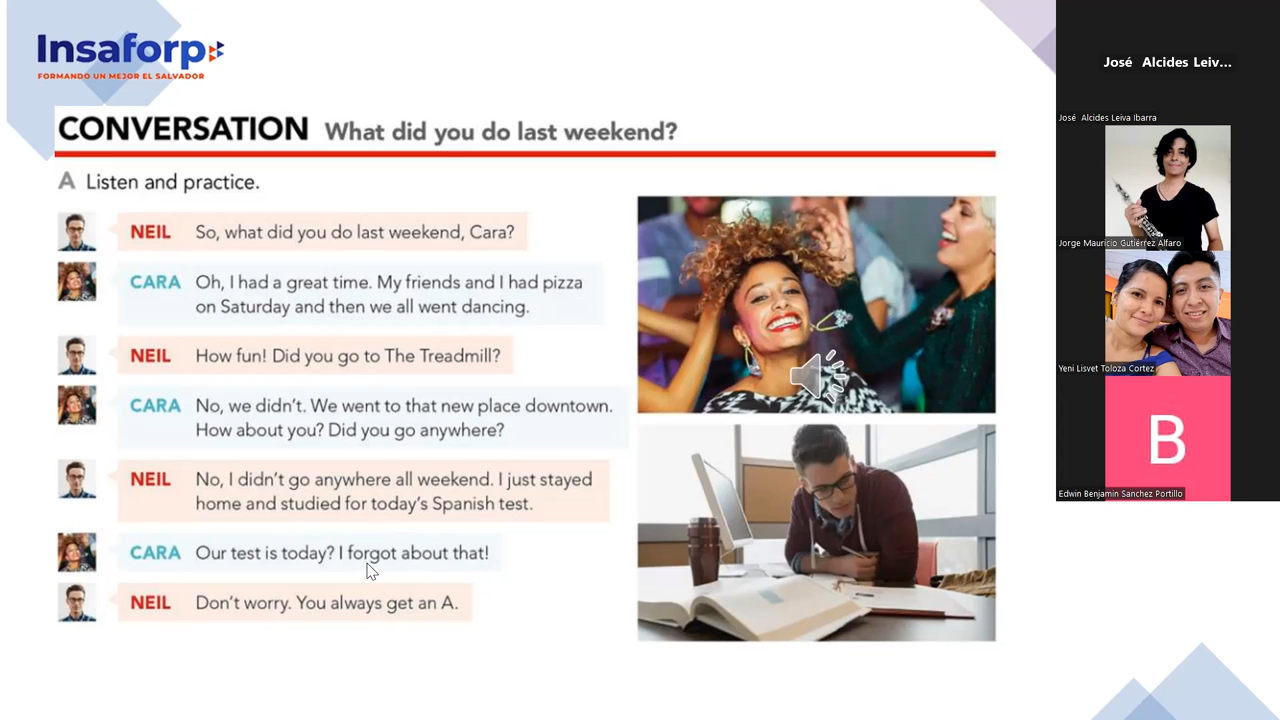 Insaforp
FORMANDO UN MEJOR EL SALVADOR
CONVERSATION What did you do last weekend?
A Listen and practice.
NEIL So, what did you do last weekend, Cara?
CARA Oh, I had a great time. My friends and I had pizza
on Saturday and then we all went dancing.
NEIL How fun! Did you go to The Treadmill?
CARA No, we didn't. We went to that new place downtown.
How about you? Did you go anywhere?
NEIL No, I didn't go anywhere all weekend. I just stayed
home and studied for today's Spanish test.
CARA Our test is today? I forgot about that!
NEIL Don't worry. You always get an A.
José Alcides Leiv...
José Alcides Leiva Ibarra
Jorge Mauricio Gutiérrez Alfaro
Yeni Lisvet Toloza Cortez
B
Edwin Benjamin Sanchez Portillo